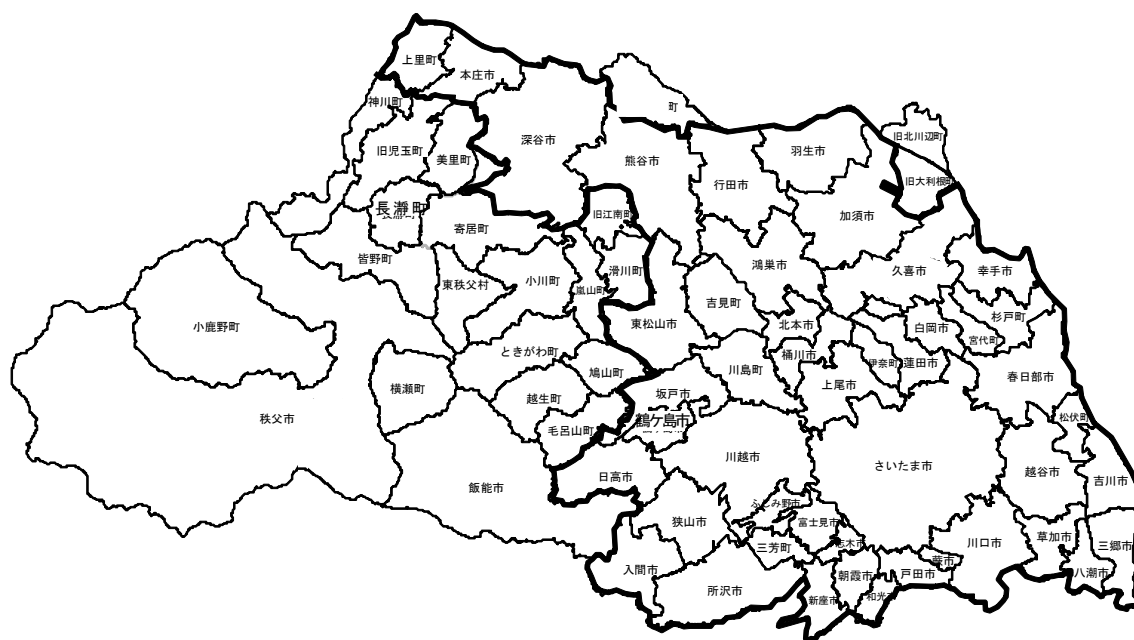 上里町
本庄市
神川町
町
深谷市
旧北川辺町
旧児玉町
美里町
熊谷市
羽生市
行田市
旧大利根町
長瀞町
旧江南町
加須市
寄居町
皆野町
滑川町
鴻巣市
久喜市
幸手市
東秩父村
小川町
嵐山町
吉見町
小鹿野町
東松山市
北本市
白岡市
杉戸町
宮代町
ときがわ町
桶川市
伊奈町
蓮田市
鳩山町
川島町
上尾市
春日部市
横瀬町
越生町
坂戸市
秩父市
鶴ケ島市
松伏町
毛呂山町
川越市
さいたま市
越谷市
日高市
吉川市
飯能市
ふじみ野市
狭山市
富士見市
三芳町
志木市
川口市
草加市
三郷市
蕨市
入間市
朝霞市
戸田市
八潮市
所沢市
新座市
和光市